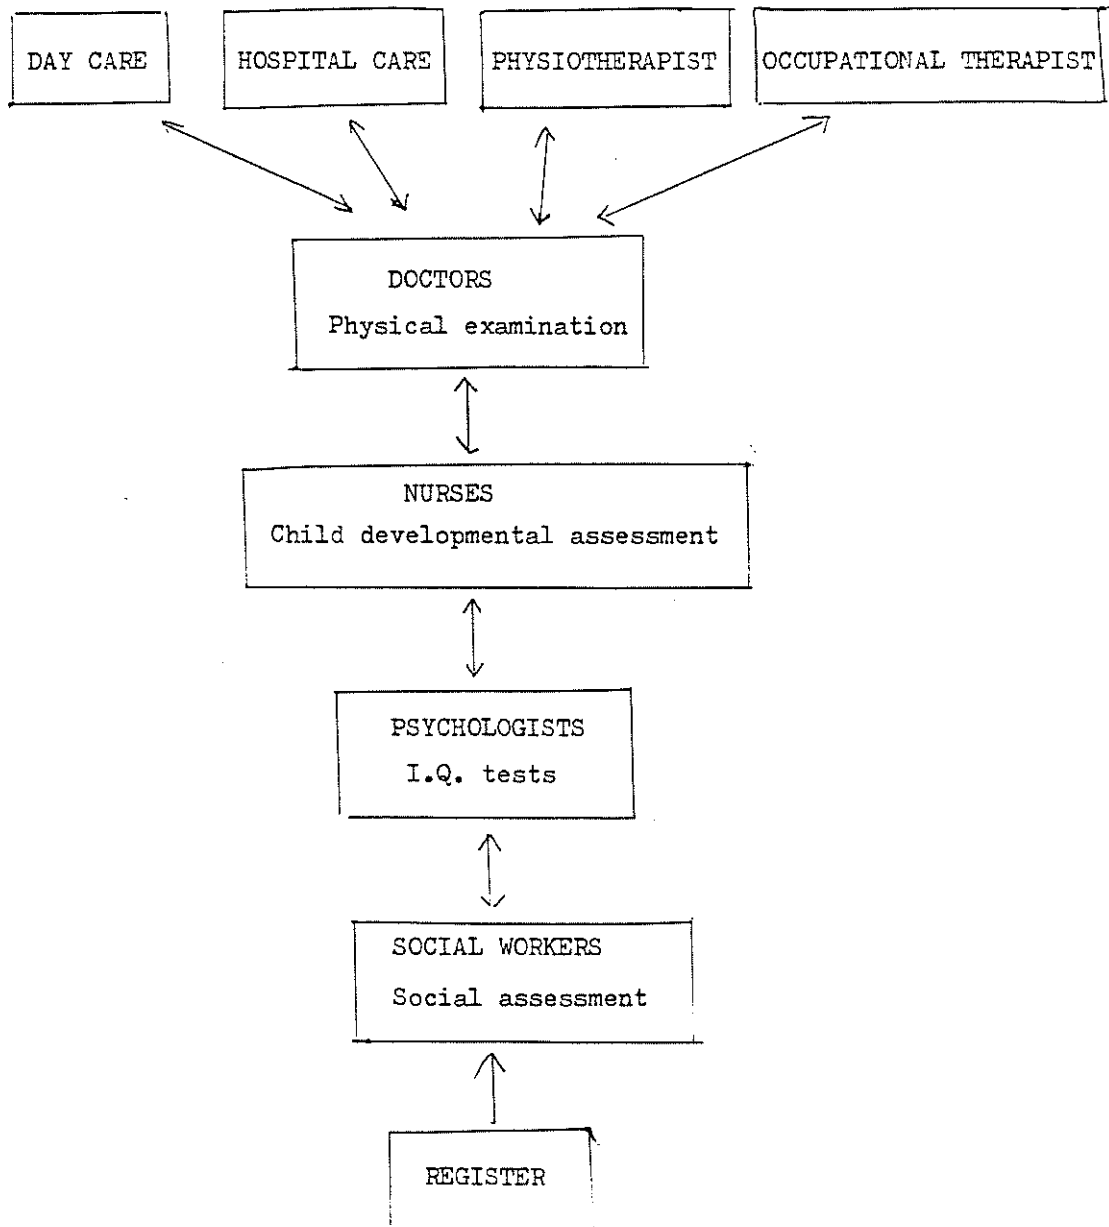 DAY CARE
HOSPITAL CARE
PHYSIOTHERAPIST
OCCUPATIONAL THERAPIST
DOCTORS
Physical examination
NURSES
Child developmental assessment
PSYCHOLOGISTS
I.Q. tests
SOCIAL WORKERS
Social assessment
REGISTER